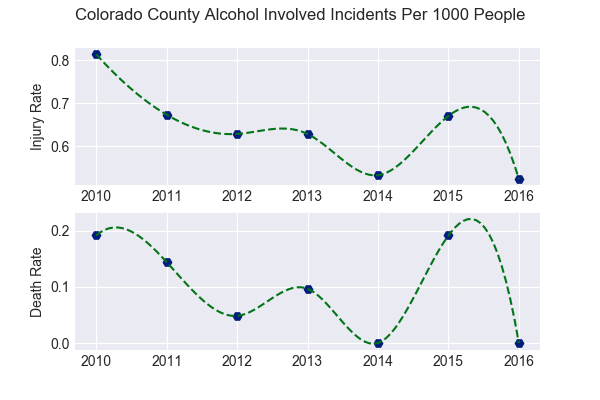 Colorado County Alcohol Involved Incidents Per 1000 People
Injury Rate
0.8
0.7
0.6
2010 2011 2012 2013 2014 2015 2016
Death Rate
0.2
0.1
0.0
2010 2011 2012 2013 2014 2015 2016